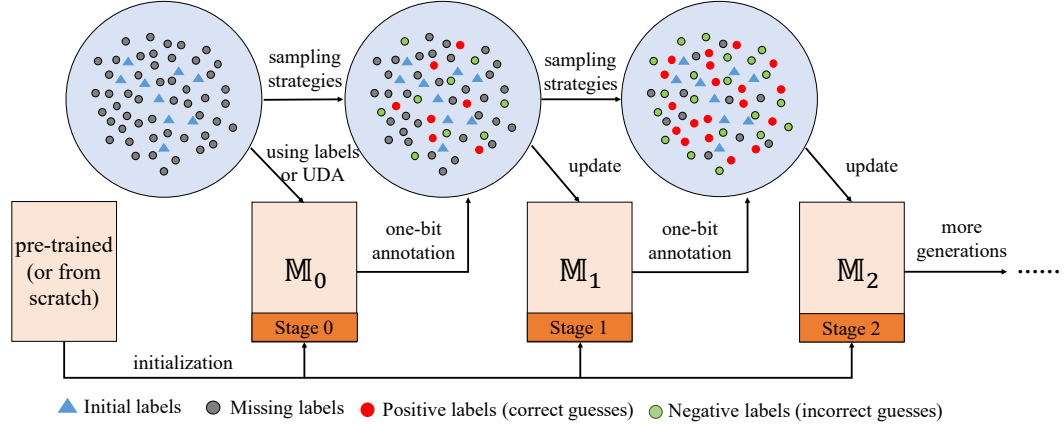 sampling
strategies
sampling
strategies
using labels
or UDA
update
update
pre-trained
(or from
scratch)
𝕄₀
Stage 0
one-bit
annotation
𝕄₁
Stage 1
one-bit
annotation
𝕄₂
Stage 2
more
generations
......
initialization
Initial labels
Missing labels
Positive labels (correct guesses)
Negative labels (incorrect guesses)